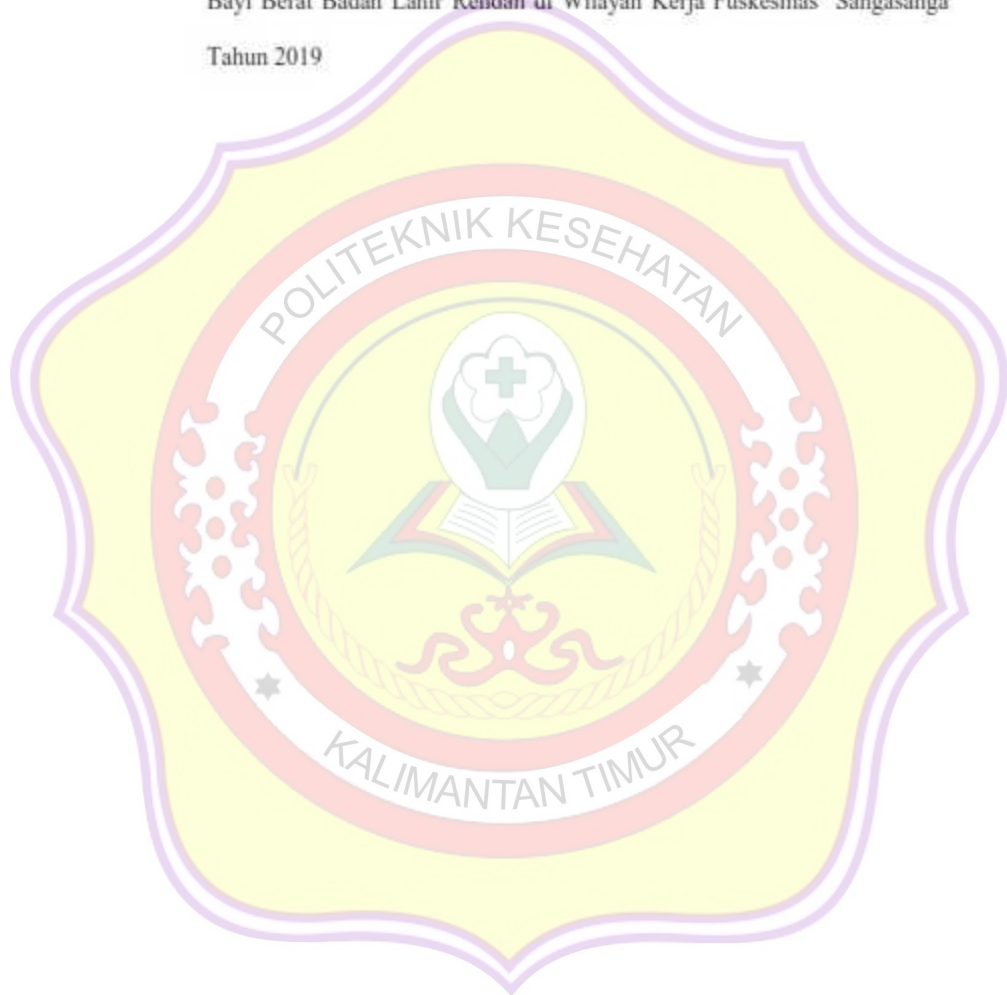 Bayi Berat Badan Lahir Rendah di Wilayah Kerja Puskesmas Sangasanga
Tahun 2019
POLITEKNIK KESEHATAN
KALIMANTAN TIMUR